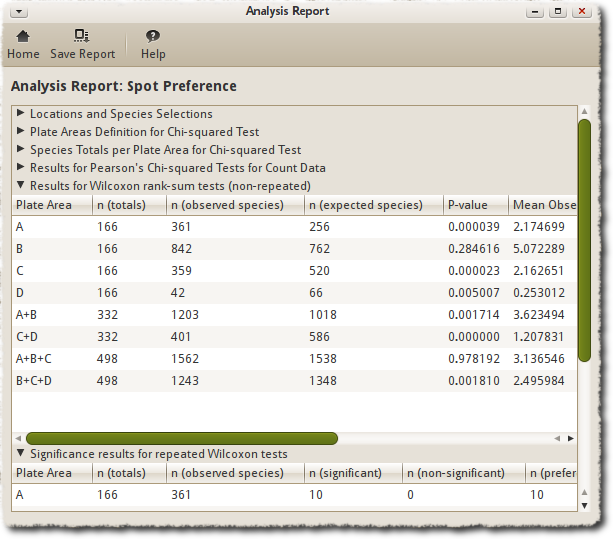 Analysis Report
Home Save Report Help
Analysis Report: Spot Preference
Locations and Species Selections
Plate Areas Definition for Chi-squared Test
Species Totals per Plate Area for Chi-squared Test
Results for Pearson's Chi-squared Tests for Count Data
Results for Wilcoxon rank-sum tests (non-repeated)
Plate Area n (totals) n (observed species) n (expected species) P-value Mean Obse
A 166 361 256 0.000039 2.174699
B 166 842 762 0.284616 5.072289
C 166 359 520 0.000023 2.162651
D 166 42 66 0.005007 0.253012
A+B 332 1203 1018 0.001714 3.623494
C+D 332 401 586 0.000000 1.207831
A+B+C 498 1562 1538 0.978192 3.136546
B+C+D 498 1243 1348 0.001810 2.495984
Significance results for repeated Wilcoxon tests
Plate Area n (totals) n (observed species) n (significant) n (non-significant) n (prefer
A 166 361 10 0 10